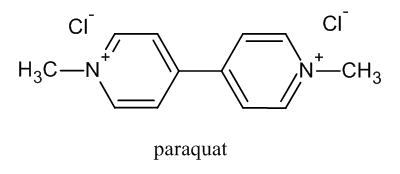 Cl⁻ Cl⁻
H₃C N⁺ N⁺ CH₃
paraquat